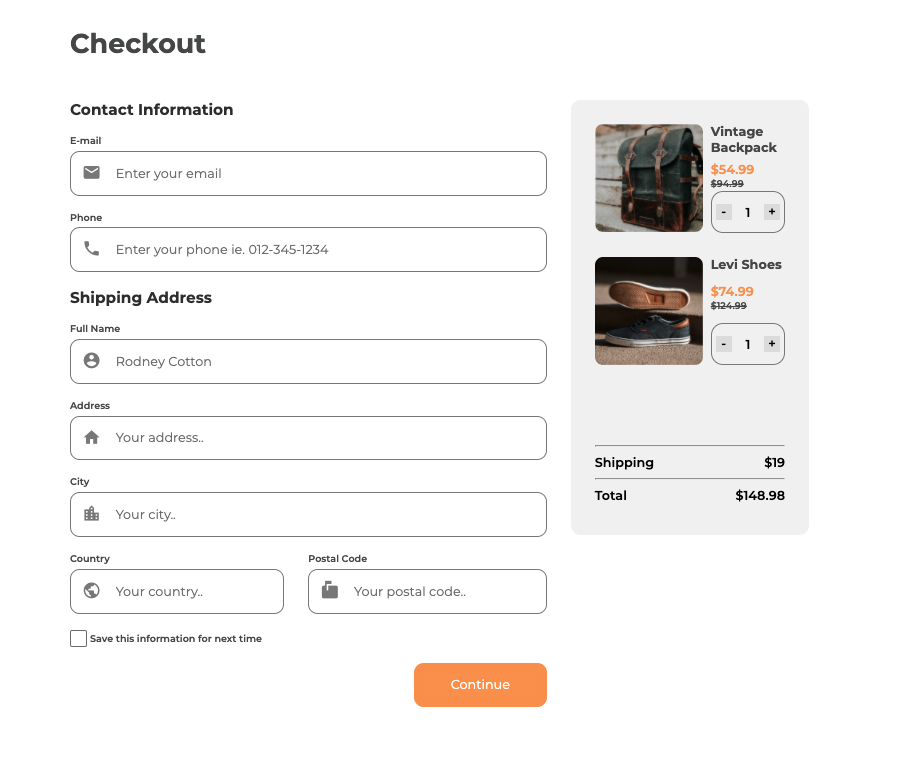 Checkout
Contact Information
E-mail
Enter your email
Phone
Enter your phone ie. 012-345-1234
Shipping Address
Full Name
Rodney Cotton
Address
Your address..
City
Your city..
Country
Postal Code
Your country..
Your postal code..
Save this information for next time
Continue
Vintage
Backpack
$54.99
$94.99
- 1 +
Levi Shoes
$74.99
$124.99
- 1 +
Shipping $19
Total $148.98